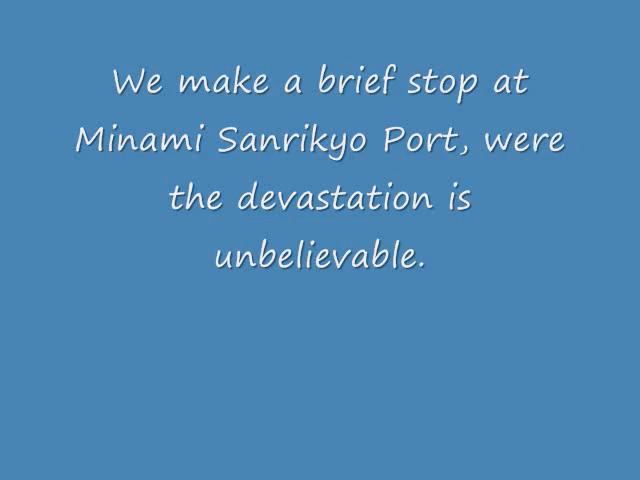 We make a brief stop at
Minami Sanrikyo Port, were
the devastation is
unbelievable.